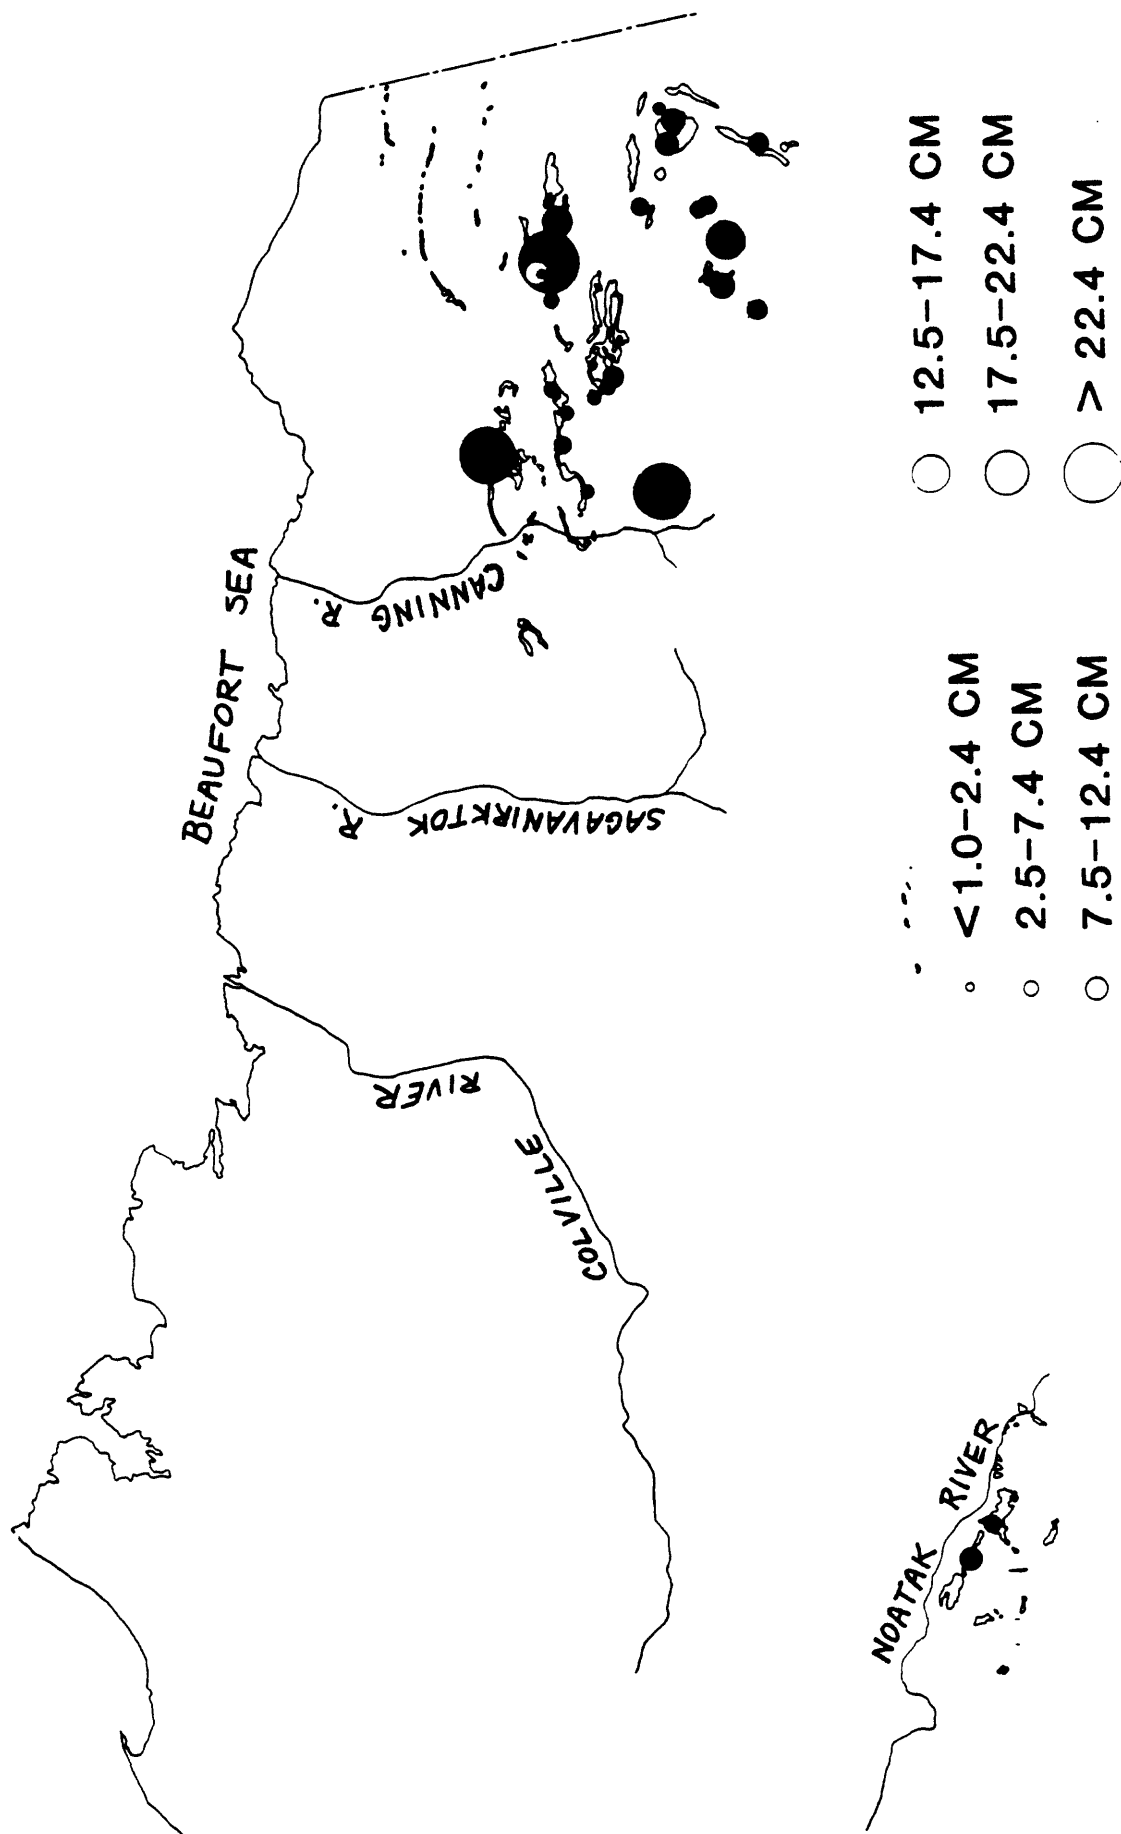 BEAUFORT SEA
CANNING R.
SAGAVANIRKTOK R.
COLVILLE RIVER
NOATAK RIVER
<1.0-2.4 CM
2.5-7.4 CM
7.5-12.4 CM
12.5-17.4 CM
17.5-22.4 CM
> 22.4 CM